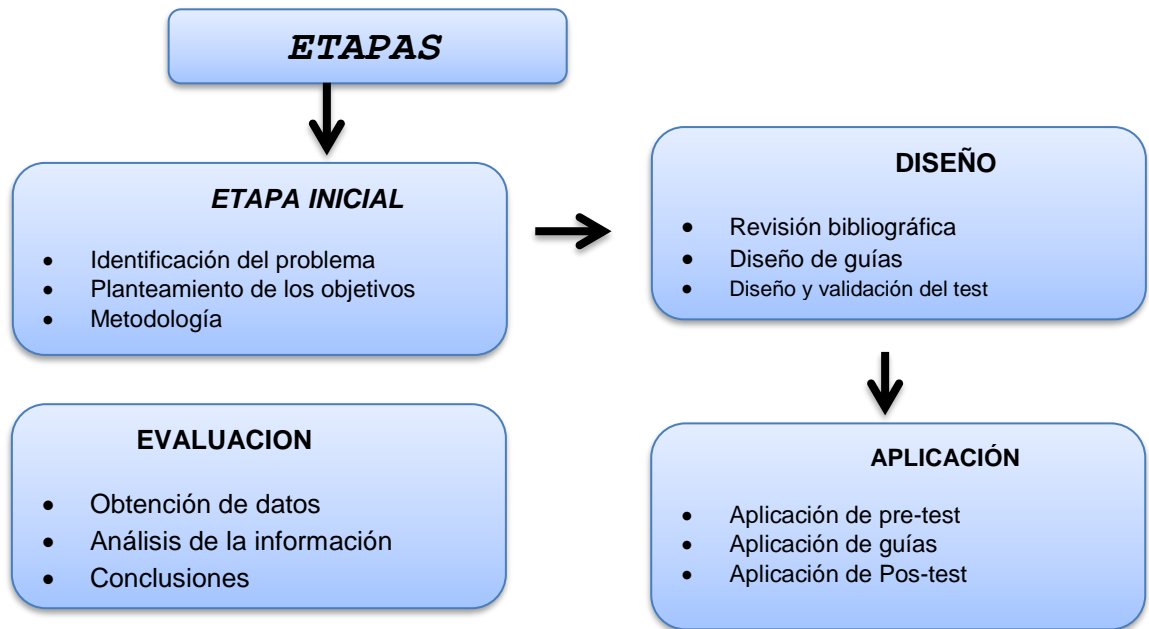 ETAPAS
ETAPA INICIAL
• Identificación del problema
• Planteamiento de los objetivos
• Metodología
DISEÑO
• Revisión bibliográfica
• Diseño de guías
• Diseño y validación del test
APLICACIÓN
• Aplicación de pre-test
• Aplicación de guías
• Aplicación de Pos-test
EVALUACION
• Obtención de datos
• Análisis de la información
• Conclusiones